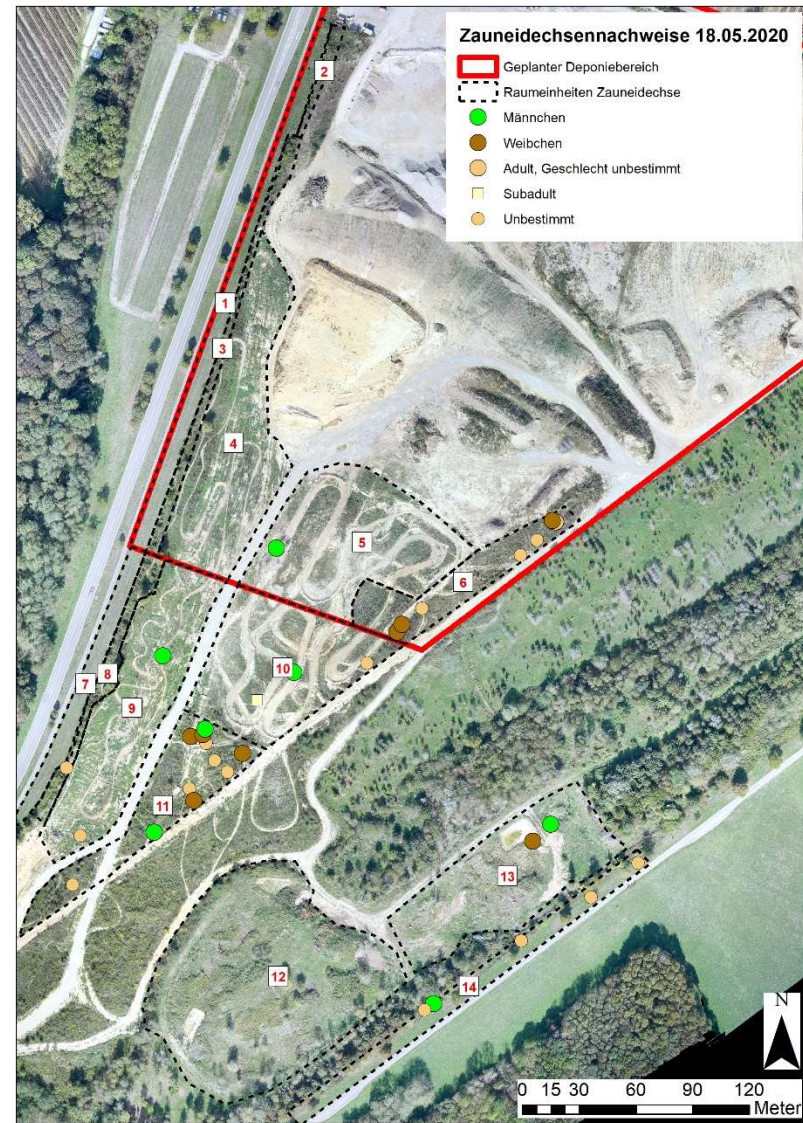 Zauneidechsennachweise 18.05.2020
Geplanter Deponiebereich
Raumeinheiten Zauneidechse
Männchen
Weibchen
Adult, Geschlecht unbestimmt
Subadult
Unbestimmt
2
1
3
4
5
6
7
8
9
10
11
12
13
14
N
0 15 30 60 90 120
Meter